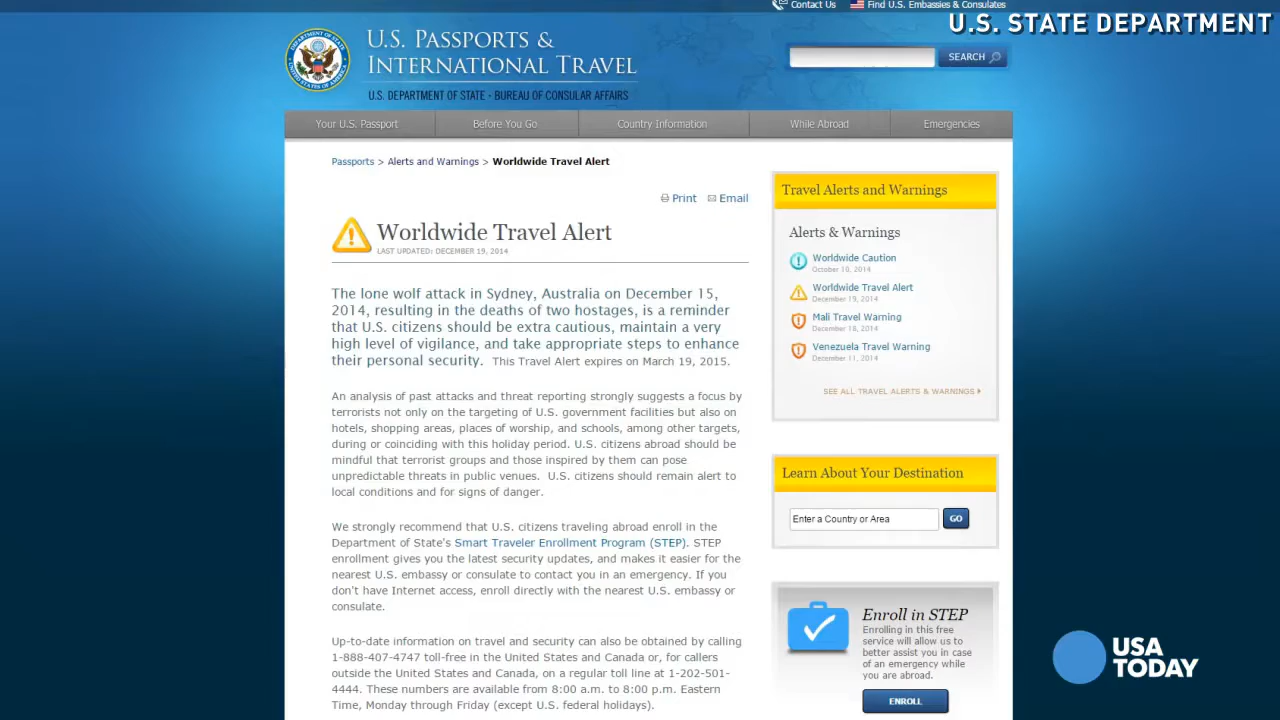 Contact Us
Find U.S. Embassies & Consulates
U.S. STATE DEPARTMENT
U.S. PASSPORTS &
INTERNATIONAL TRAVEL
U.S. DEPARTMENT OF STATE • BUREAU OF CONSULAR AFFAIRS
SEARCH
Your U.S. Passport
Before You Go
Country Information
While Abroad
Emergencies
Passports > Alerts and Warnings > Worldwide Travel Alert
Print
Email
Worldwide Travel Alert
LAST UPDATED: DECEMBER 19, 2014
The lone wolf attack in Sydney, Australia on December 15,
2014, resulting in the deaths of two hostages, is a reminder
that U.S. citizens should be extra cautious, maintain a very
high level of vigilance, and take appropriate steps to enhance
their personal security. This Travel Alert expires on March 19, 2015.
An analysis of past attacks and threat reporting strongly suggests a focus by
terrorists not only on the targeting of U.S. government facilities but also on
hotels, shopping areas, places of worship, and schools, among other targets,
during or coinciding with this holiday period. U.S. citizens abroad should be
mindful that terrorist groups and those inspired by them can pose
unpredictable threats in public venues. U.S. citizens should remain alert to
local conditions and for signs of danger.
We strongly recommend that U.S. citizens traveling abroad enroll in the
Department of State's Smart Traveler Enrollment Program (STEP). STEP
enrollment gives you the latest security updates, and makes it easier for the
nearest U.S. embassy or consulate to contact you in an emergency. If you
don't have Internet access, enroll directly with the nearest U.S. embassy or
consulate.
Up-to-date information on travel and security can also be obtained by calling
1-888-407-4747 toll-free in the United States and Canada or, for callers
outside the United States and Canada, on a regular toll line at 1-202-501-
4444. These numbers are available from 8:00 a.m. to 8:00 p.m. Eastern
Time, Monday through Friday (except U.S. federal holidays).
Travel Alerts and Warnings
Alerts & Warnings
Worldwide Caution
October 10, 2014
Worldwide Travel Alert
December 19, 2014
Mali Travel Warning
December 18, 2014
Venezuela Travel Warning
December 11, 2014
SEE ALL TRAVEL ALERTS & WARNINGS
Learn About Your Destination
Enter a Country or Area
GO
Enroll in STEP
Enrolling in this free
service will allow us to
better assist you in case
of an emergency while
you are abroad.
ENROLL
USA
TODAY